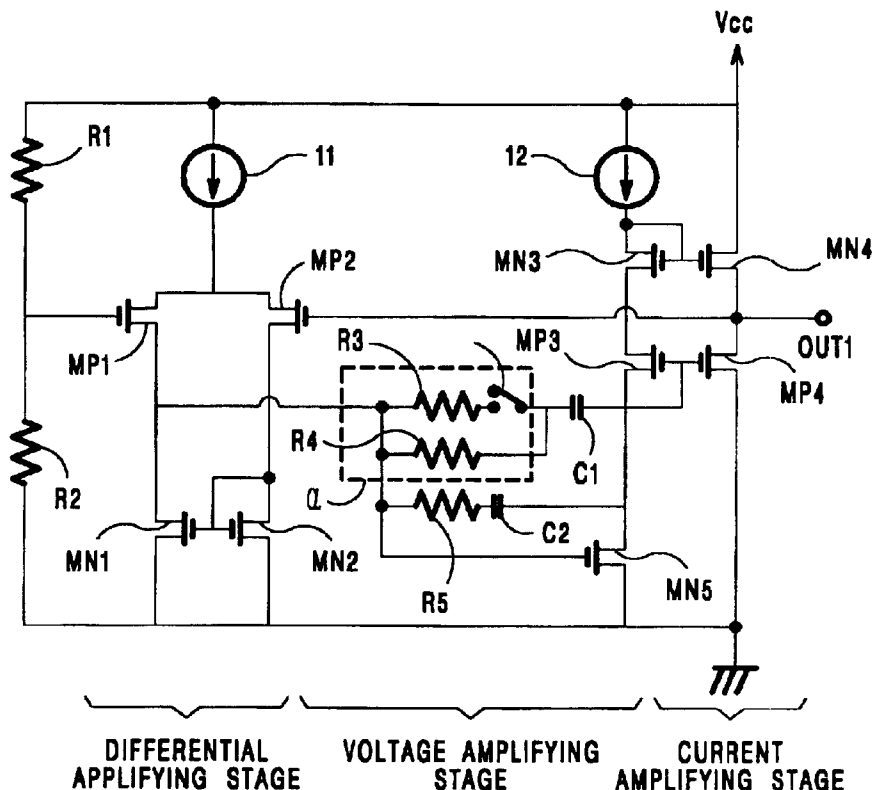 Vcc
R1
11
12
MP2
MN3
MN4
MP1
R3
MP3
OUT1
MP4
R4
C1
R2
α
C2
MN1
MN2
R5
MN5
DIFFERENTIAL
APPLIFYING STAGE
VOLTAGE AMPLIFYING
STAGE
CURRENT
AMPLIFYING STAGE